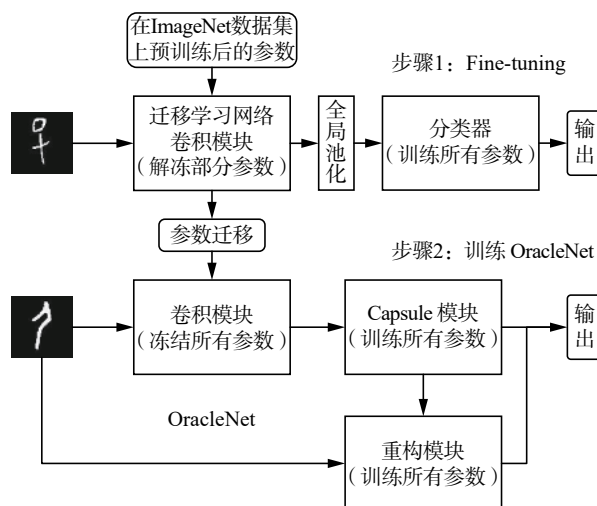 在ImageNet数据集
上预训练后的参数
步骤1：Fine-tuning
迁移学习网络
卷积模块
（解冻部分参数）
全局池化
分类器
（训练所有参数）
输出
参数迁移
步骤2：训练 OracleNet
卷积模块
（冻结所有参数）
Capsule 模块
（训练所有参数）
输出
OracleNet
重构模块
（训练所有参数）